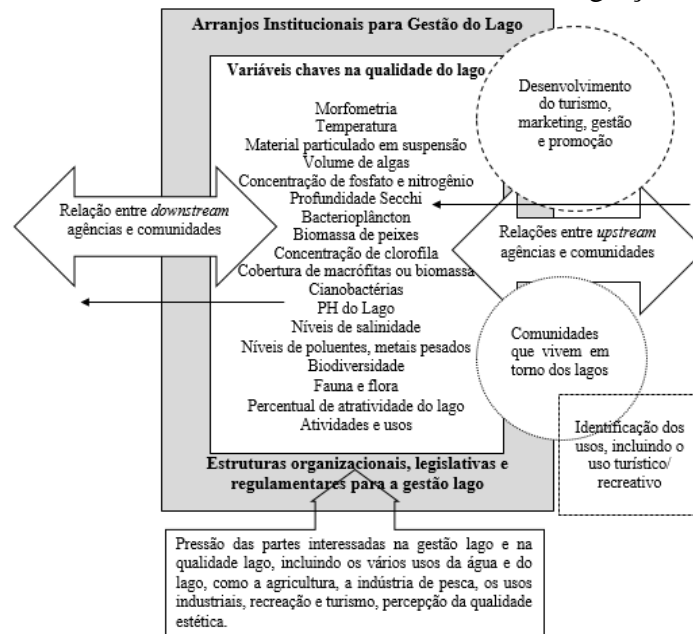 Arranjos Institucionais para Gestão do Lago
Variáveis chaves na qualidade do lago
Morfometria
Temperatura
Material particulado em suspensão
Volume de algas
Concentração de fosfato e nitrogênio
Profundidade Secchi
Bacterioplâncton
Biomassa de peixes
Concentração de clorofila
Cobertura de macrófitas ou biomassa
Cianobactérias
PH do Lago
Níveis de salinidade
Níveis de poluentes, metais pesados
Biodiversidade
Fauna e flora
Percentual de atratividade do lago
Atividades e usos
Estruturas organizacionais, legislativas e
regulamentares para a gestão lago
Relação entre downstream
agências e comunidades
Desenvolvimento
do turismo,
marketing, gestão
e promoção
Relações entre upstream
agências e comunidades
Comunidades
que vivem em
torno dos lagos
Identificação dos
usos, incluindo o
uso turístico/
recreativo
Pressão das partes interessadas na gestão lago e na
qualidade lago, incluindo os vários usos da água e do
lago, como a agricultura, a indústria de pesca, os usos
industriais, recreação e turismo, percepção da qualidade
estética.